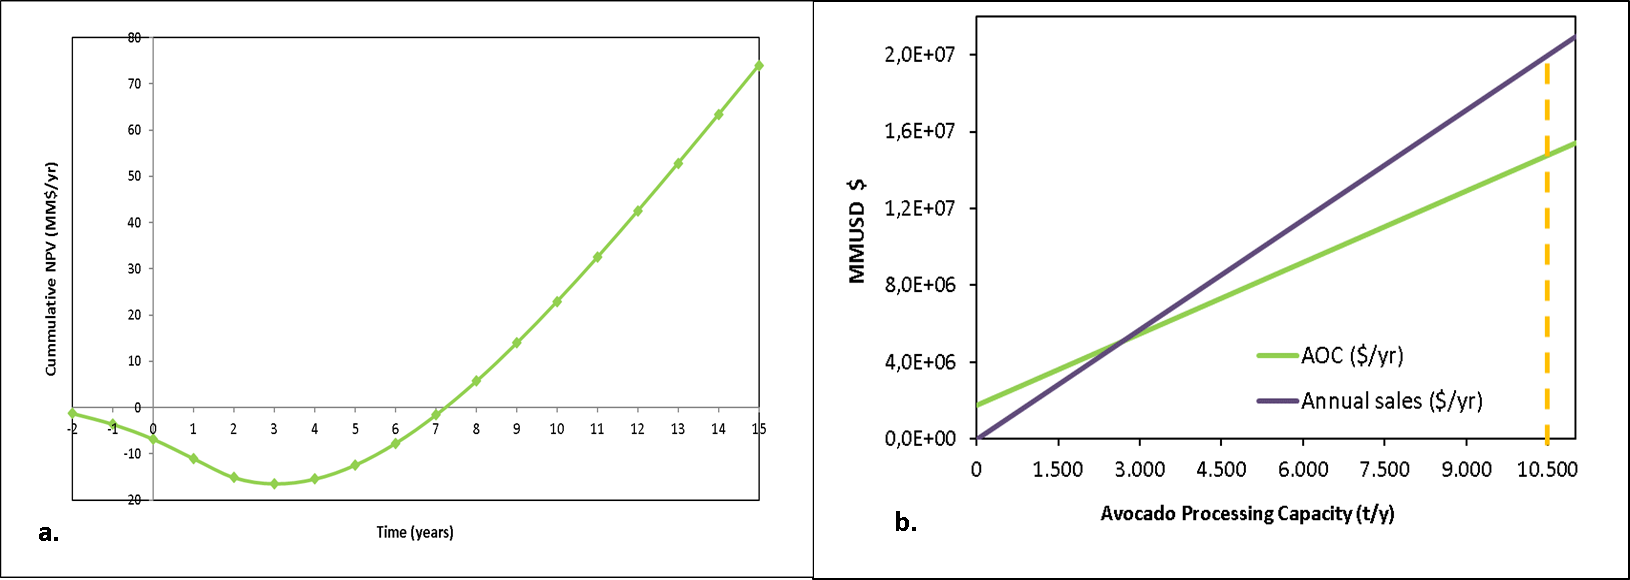 Cummulative NPV (MM$/yr)
80
70
60
50
40
30
20
10
0
-10
20
-2 -1 0 1 2 3 4 5 6 7 8 9 10 11 12 13 14 15
Time (years)
a.
MMUSD $
2,0E+07
1,6E+07
1,2E+07
8,0E+06
4,0E+06
0,0E+00
AOC ($/yr)
Annual sales ($/yr)
0 1.500 3.000 4.500 6.000 7.500 9.000 10.500
Avocado Processing Capacity (t/y)
b.